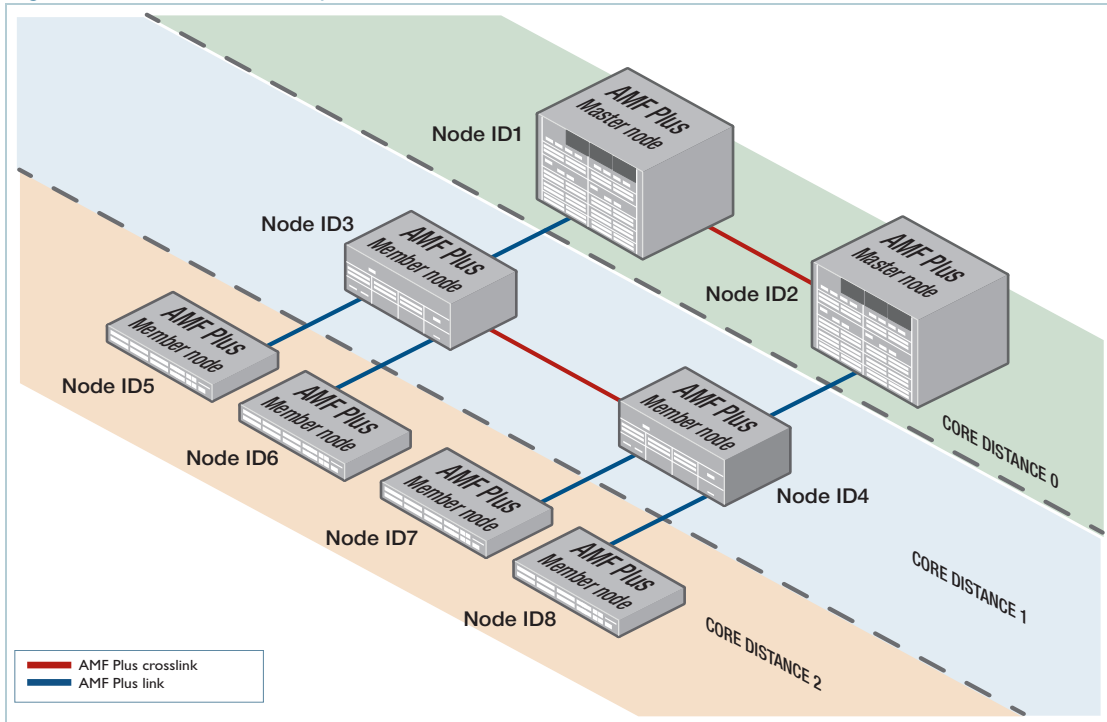 AMF Plus
Master node
Node ID1
AMF Plus
Master node
Node ID2
AMF Plus
Member node
Node ID3
AMF Plus
Member node
Node ID4
AMF Plus
Member node
Node ID5
AMF Plus
Member node
Node ID6
AMF Plus
Member node
Node ID7
AMF Plus
Member node
Node ID8
CORE DISTANCE 0
CORE DISTANCE 1
CORE DISTANCE 2
AMF Plus crosslink
AMF Plus link